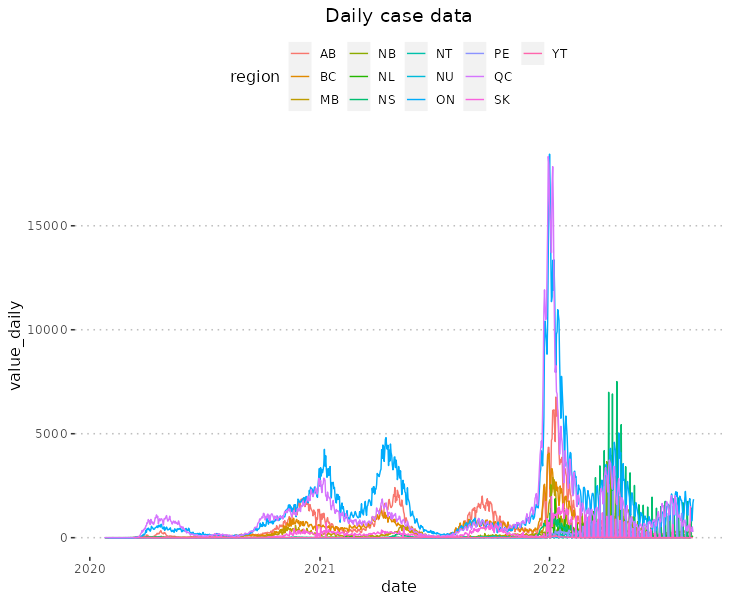 Daily case data
region
AB NB NT PE YT
BC NL NU QC
MB NS ON SK
15000
10000
5000
0
value_daily
2020 2021 2022
date